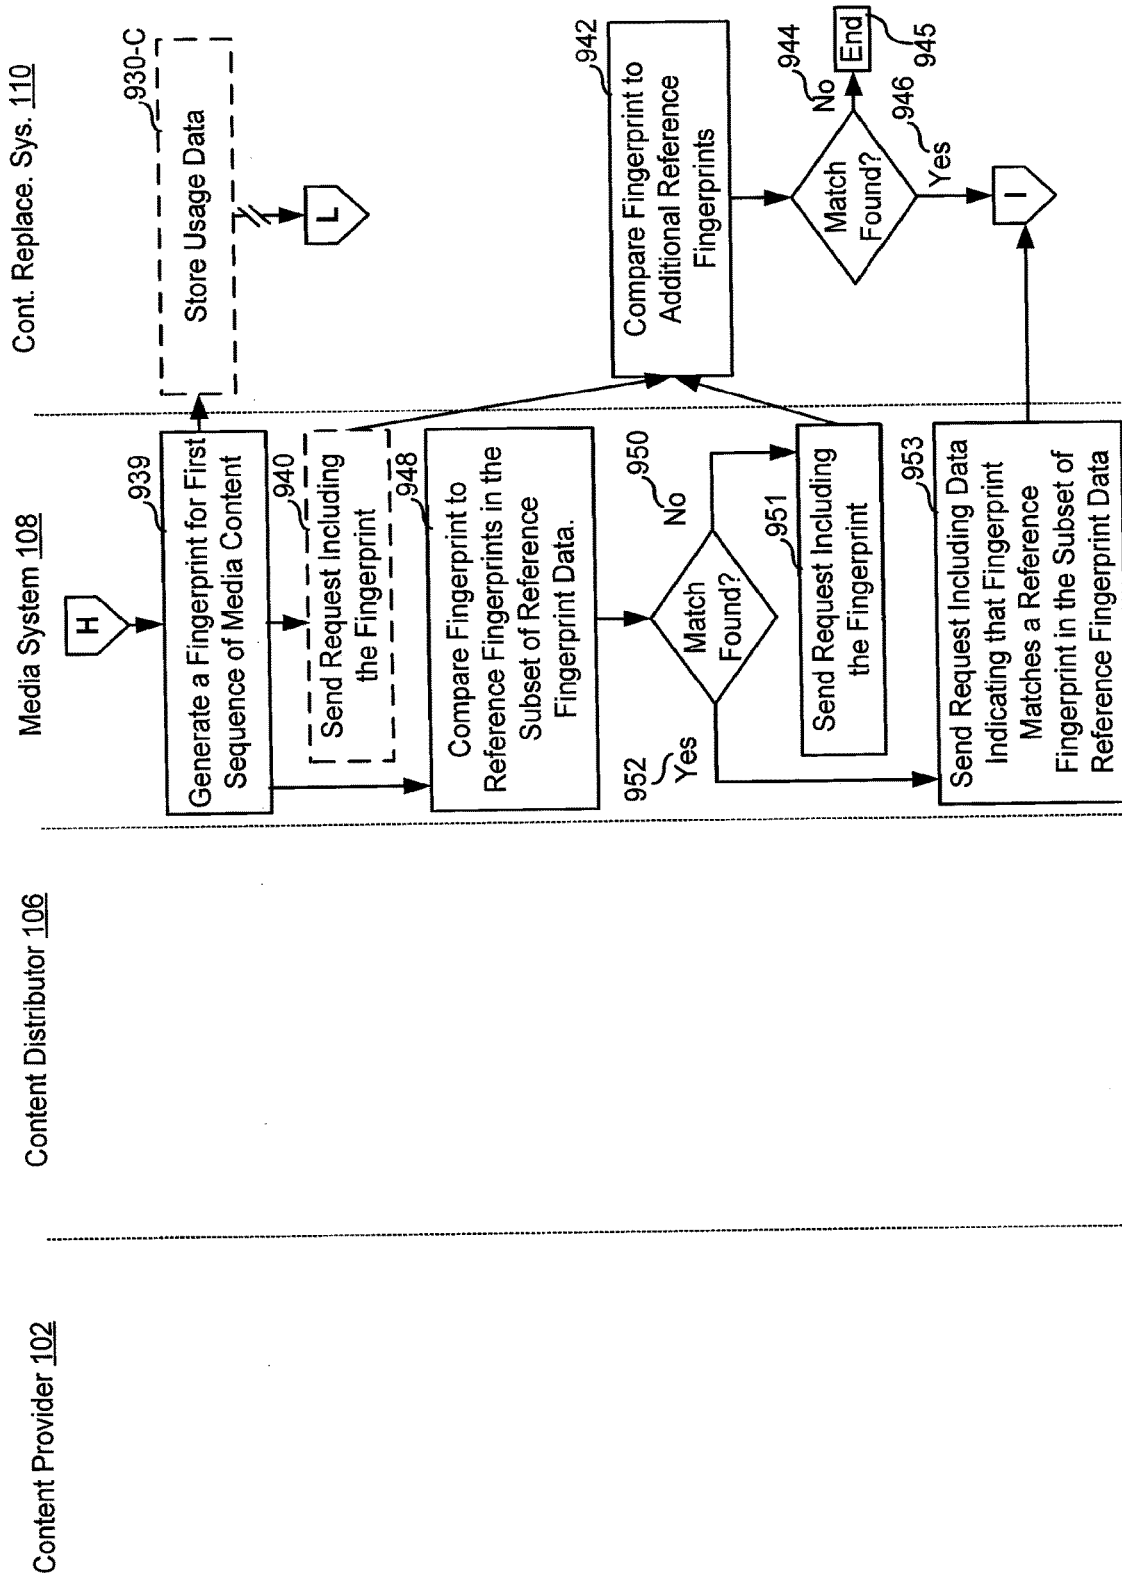 Content Provider 102
Content Distributor 106
Media System 108
Cont. Replace. Sys. 110
H
939
Generate a Fingerprint for First
Sequence of Media Content
930-C
Store Usage Data
L
940
Send Request Including
the Fingerprint
948
Compare Fingerprint to
Reference Fingerprints in the
Subset of Reference
Fingerprint Data.
942
Compare Fingerprint to
Additional Reference
Fingerprints
Match
Found?
952
Yes
950
No
951
Send Request Including
the Fingerprint
Match
Found?
944
No
End
945
946
Yes
I
953
Send Request Including Data
Indicating that Fingerprint
Matches a Reference
Fingerprint in the Subset of
Reference Fingerprint Data